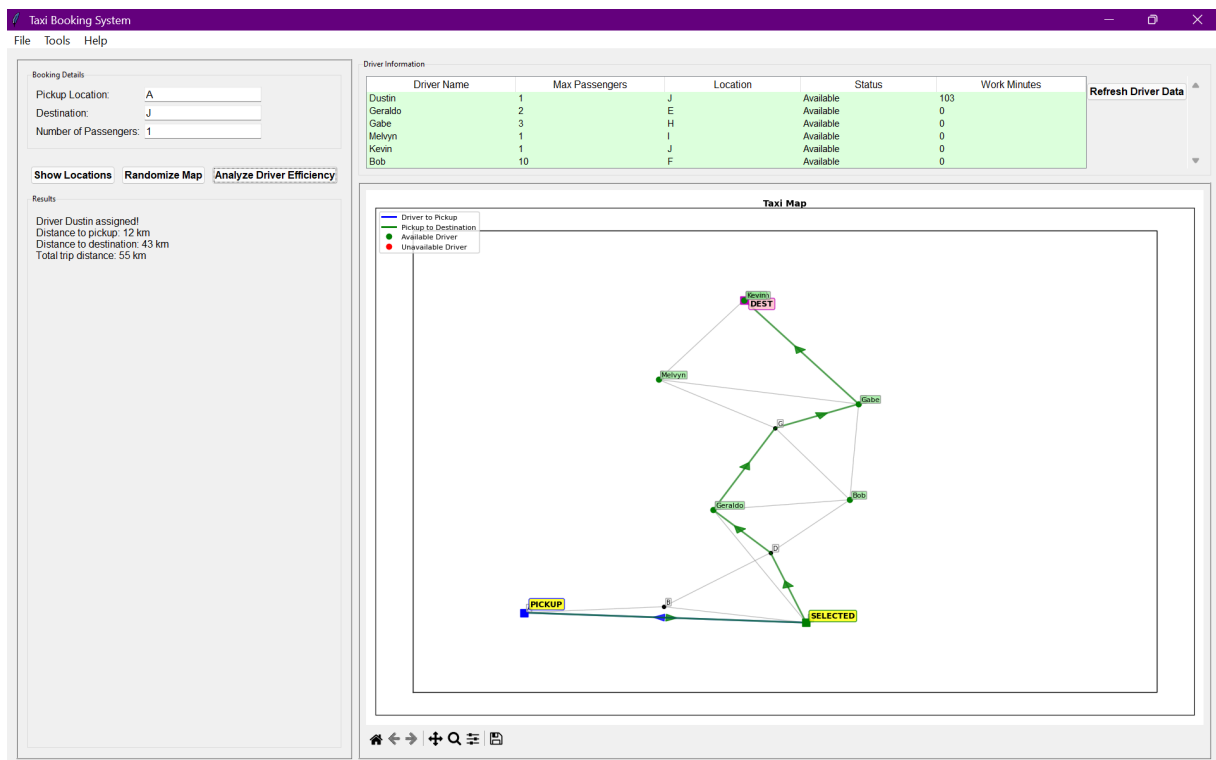 Taxi Booking System
File Tools Help
Booking Details
Pickup Location: A
Destination: J
Number of Passengers: 1
Show Locations Randomize Map Analyze Driver Efficiency
Results
Driver Dustin assigned!
Distance to pickup: 12 km
Distance to destination: 43 km
Total trip distance: 55 km
Driver Information
Driver Name Max Passengers Location Status Work Minutes
Dustin 1 J Available 103
Geraldo 2 E Available 0
Gabe 3 H Available 0
Melvyn 1 I Available 0
Kevin 1 J Available 0
Bob 10 F Available 0
Refresh Driver Data
Taxi Map
Driver to Pickup
Pickup to Destination
Available Driver
Unavailable Driver
DEST
Melvyn
Gabe
G
Bob
Geraldo
D
PICKUP
B
SELECTED